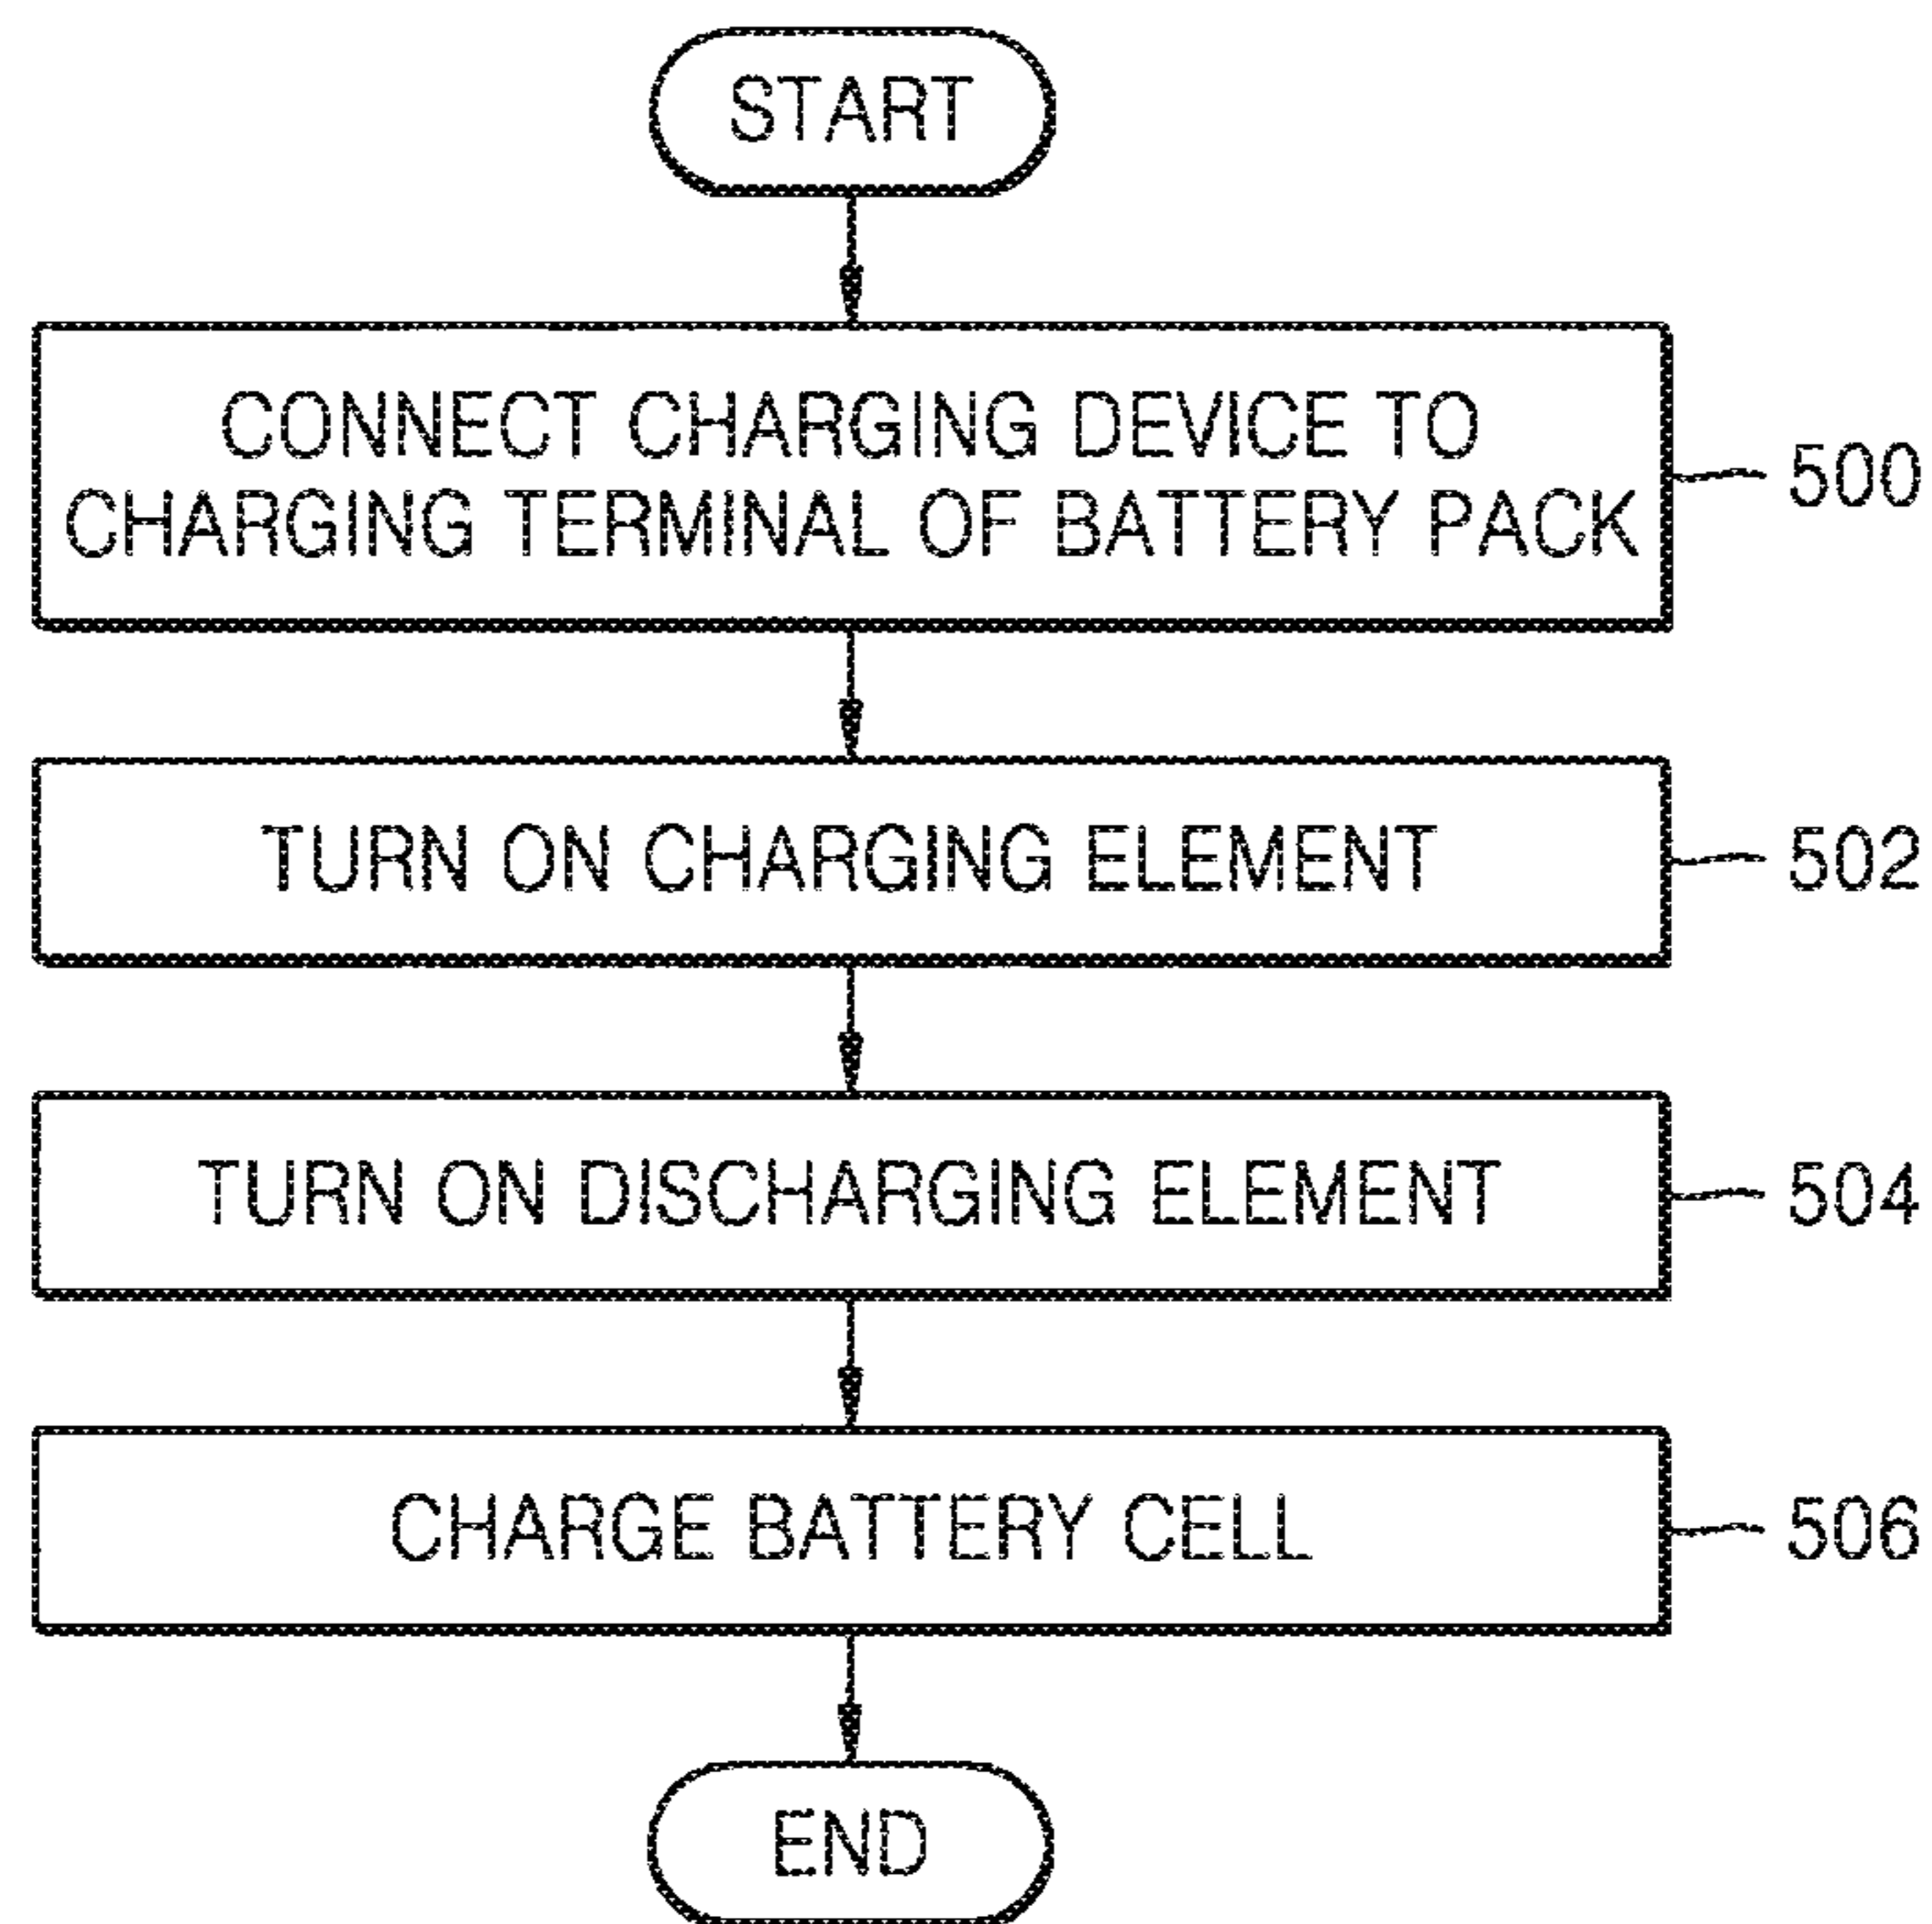 START
CONNECT CHARGING DEVICE TO
CHARGING TERMINAL OF BATTERY PACK
500
TURN ON CHARGING ELEMENT
502
TURN ON DISCHARGING ELEMENT
504
CHARGE BATTERY CELL
506
END